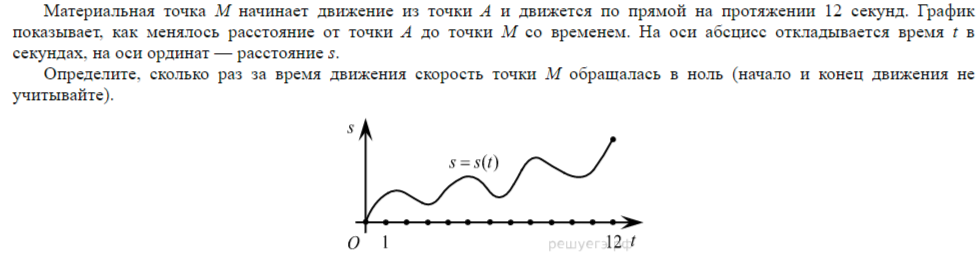 Материальная точка M начинает движение из точки A и движется по прямой на протяжении 12 секунд. График
показывает, как менялось расстояние от точки A до точки M со временем. На оси абсцисс откладывается время t в
секундах, на оси ординат — расстояние s.
Определите, сколько раз за время движения скорость точки M обращалась в ноль (начало и конец движения не
учитывайте).
s
s = s(t)
O 1 решуегэ.рф 12 t